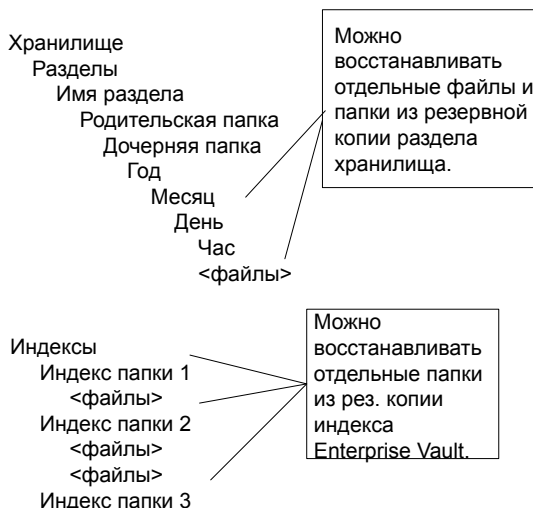 Хранилище
Разделы
Имя раздела
Родительская папка
Дочерняя папка
Год
Месяц
День
Час
<файлы>
Можно
восстанавливать
отдельные файлы и
папки из резервной
копии раздела
хранилища.
Индексы
Индекс папки 1
<файлы>
Индекс папки 2
<файлы>
<файлы>
Индекс папки 3
Можно
восстанавливать
отдельные папки
из рез. копии
индекса
Enterprise Vault.